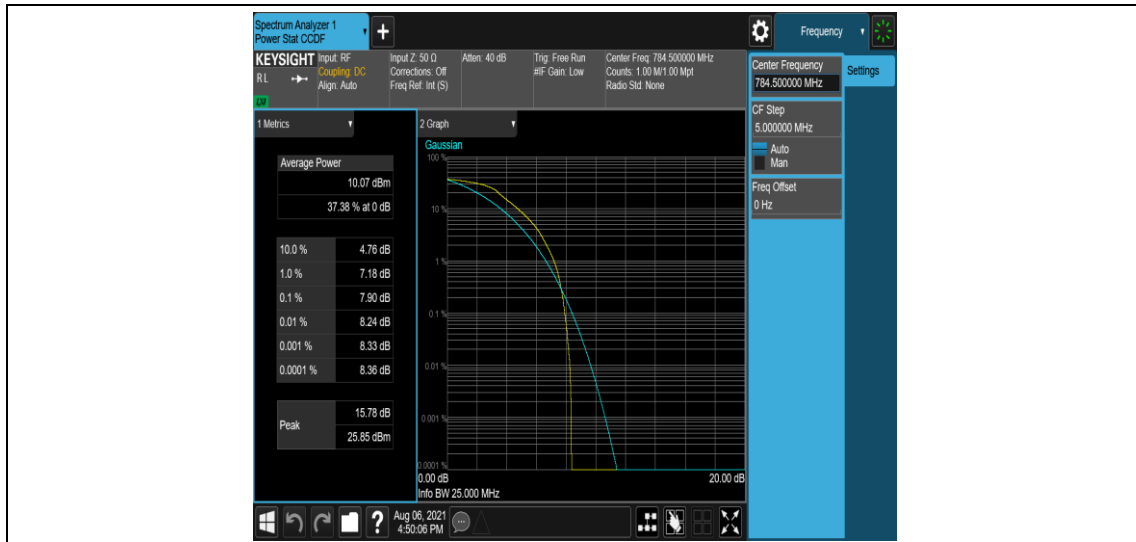 Spectrum Analyzer 1
Power Stat CCDF
+
Frequency
KEYSIGHT
RL
LXI
Input: RF
Coupling: DC
Align: Auto
Input Z: 50 Ω
Corrections: Off
Freq Ref: Int (S)
Atten: 40 dB
Trig: Free Run
#IF Gain: Low
Center Freq: 784.500000 MHz
Counts: 1.00 M/1.00 Mpt
Radio Std: None
Center Frequency
784.500000 MHz
Settings
CF Step
5.000000 MHz
Auto
Man
Freq Offset
0 Hz
1 Metrics
Average Power
10.07 dBm
37.38 % at 0 dB
10.0 % 4.76 dB
1.0 % 7.18 dB
0.1 % 7.90 dB
0.01 % 8.24 dB
0.001 % 8.33 dB
0.0001 % 8.36 dB
Peak 15.78 dB
25.85 dBm
2 Graph
Gaussian
100 %
10 %
1 %
0.1 %
0.01 %
0.001 %
0.0001 %
0.00 dB 20.00 dB
Info BW 25.000 MHz
?
Aug 06, 2021
4:50:06 PM